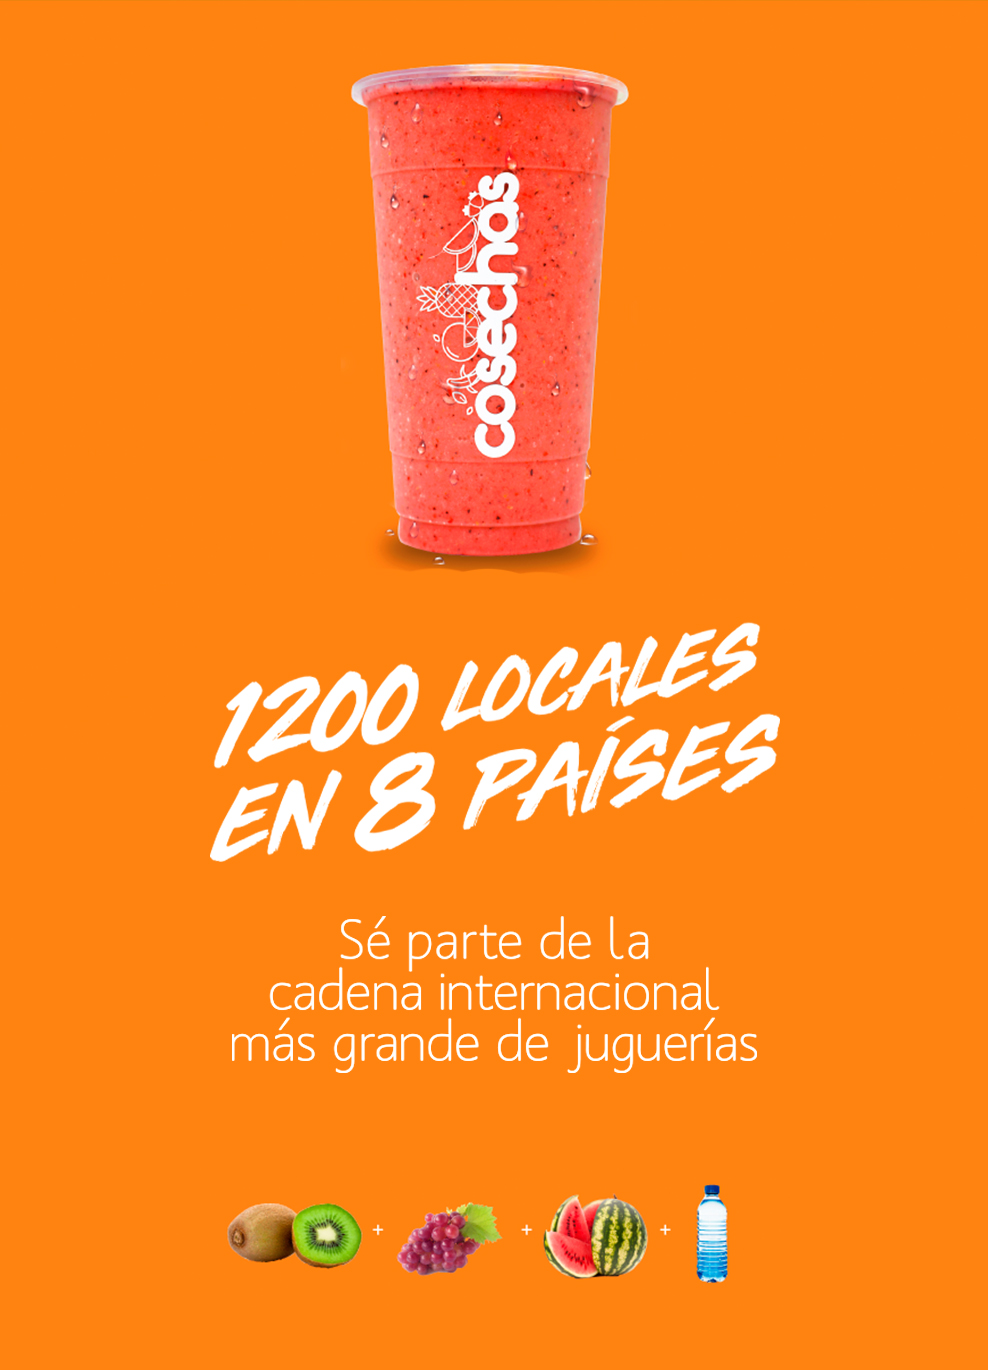 cosechas
1200 LOCALES
EN 8 PAÍSES
Sé parte de la
cadena internacional
más grande de juguerías
+ + +